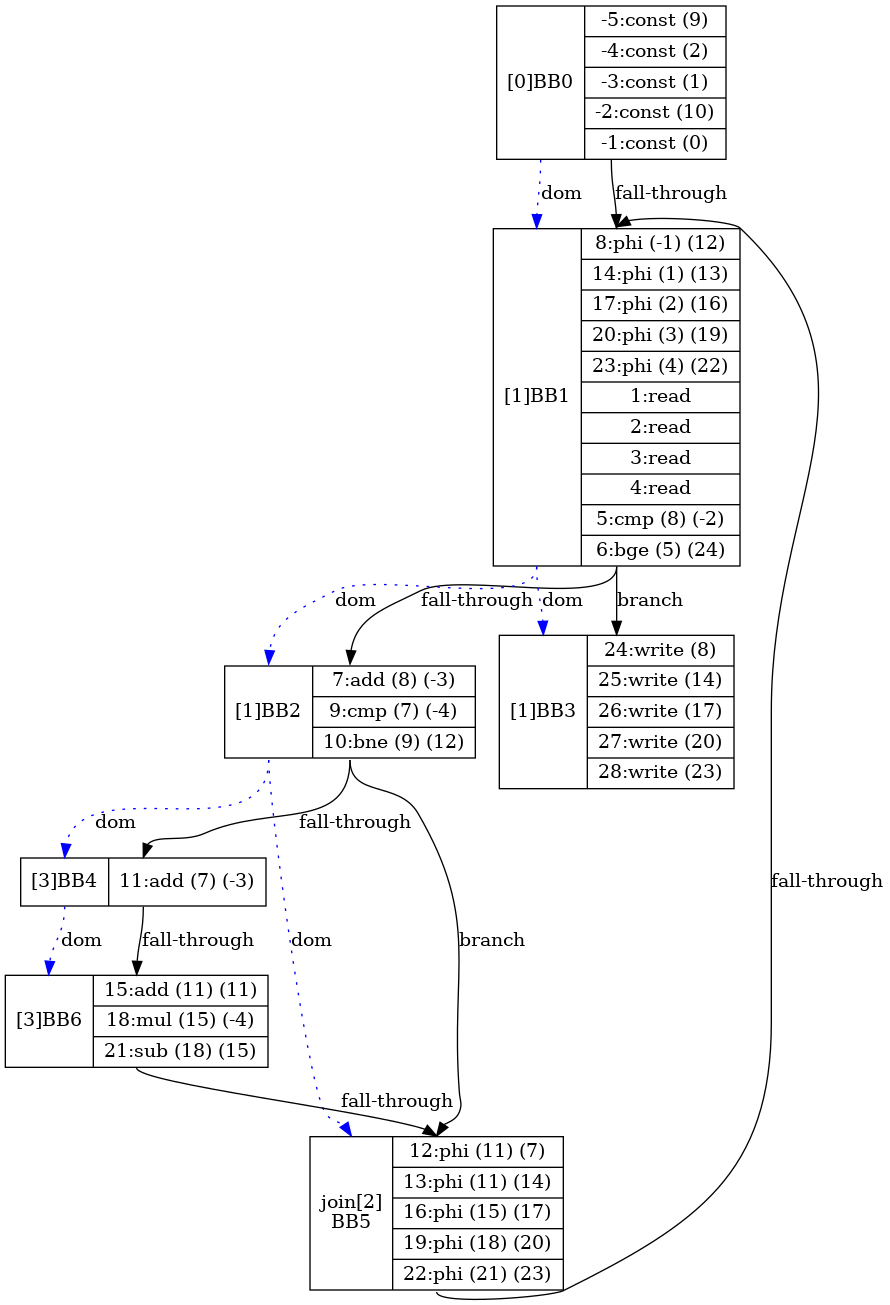 [0]BB0
-5:const (9)
-4:const (2)
-3:const (1)
-2:const (10)
-1:const (0)
dom
fall-through
[1]BB1
8:phi (-1) (12)
14:phi (1) (13)
17:phi (2) (16)
20:phi (3) (19)
23:phi (4) (22)
1:read
2:read
3:read
4:read
5:cmp (8) (-2)
6:bge (5) (24)
dom
fall-through
dom
branch
[1]BB2
7:add (8) (-3)
9:cmp (7) (-4)
10:bne (9) (12)
[1]BB3
24:write (8)
25:write (14)
26:write (17)
27:write (20)
28:write (23)
dom
fall-through
[3]BB4
11:add (7) (-3)
fall-through
dom
fall-through
dom
branch
[3]BB6
15:add (11) (11)
18:mul (15) (-4)
21:sub (18) (15)
fall-through
join[2]
BB5
12:phi (11) (7)
13:phi (11) (14)
16:phi (15) (17)
19:phi (18) (20)
22:phi (21) (23)